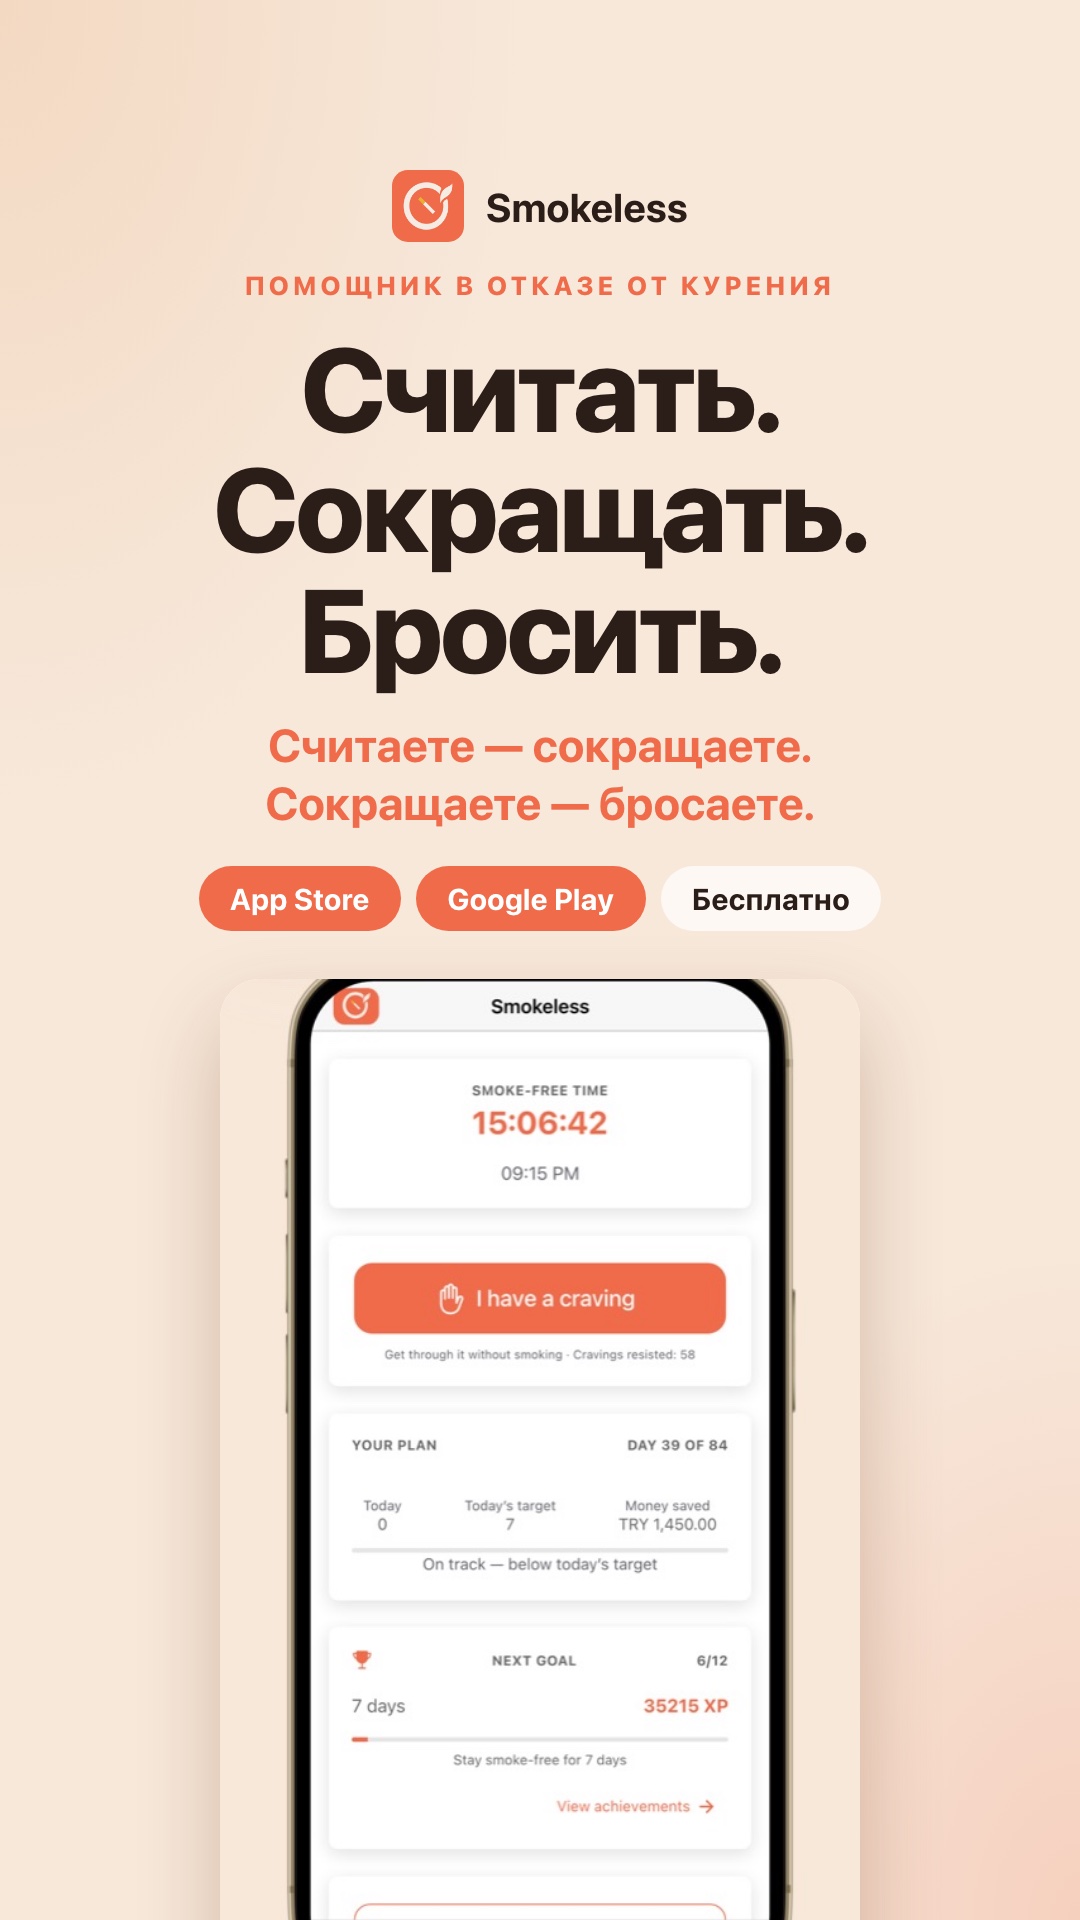 Smokeless
ПОМОЩНИК В ОТКАЗЕ ОТ КУРЕНИЯ
Считать.
Сокращать.
Бросить.
Считаете — сокращаете.
Сокращаете — бросаете.
App Store Google Play Бесплатно
Smokeless
SMOKE-FREE TIME
15:06:42
09:15 PM
I have a craving
Get through it without smoking · Cravings resisted: 58
YOUR PLAN DAY 39 OF 84
Today Today's target Money saved
0 7 TRY 1,450.00
On track — below today's target
NEXT GOAL 6/12
7 days 35215 XP
Stay smoke-free for 7 days
View achievements →